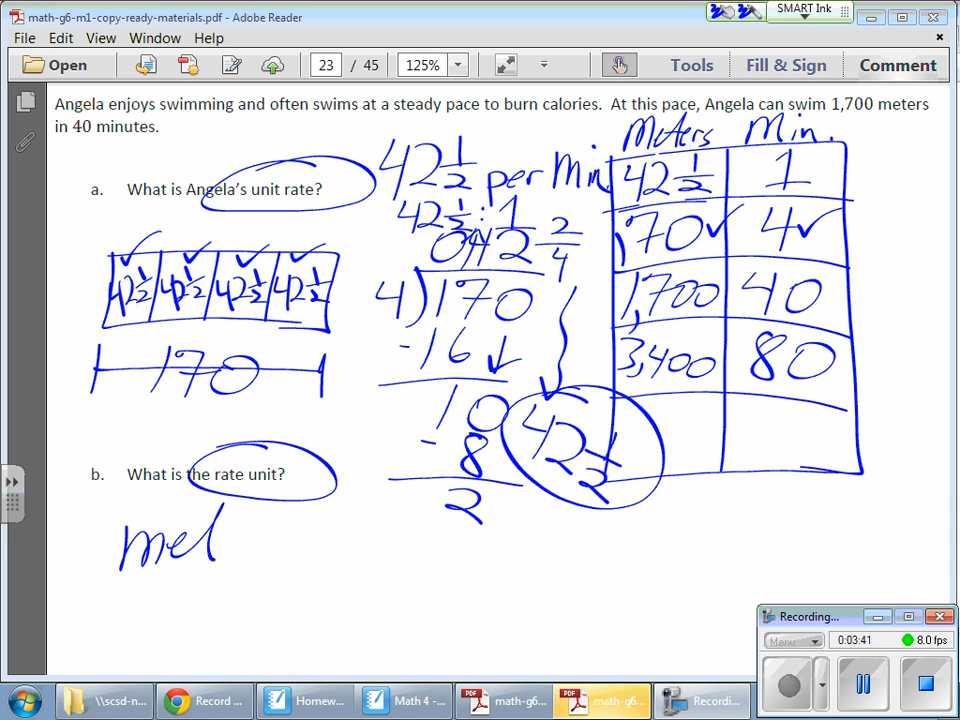 math-g6-m1-copy-ready-materials.pdf - Adobe Reader
SMART Ink
File Edit View Window Help
Open
23 / 45
125%
Tools Fill & Sign Comment
Angela enjoys swimming and often swims at a steady pace to burn calories. At this pace, Angela can swim 1,700 meters
in 40 minutes.
a. What is Angela's unit rate?
42 1/2 per Min
42 1/2 : 1
042 2/4
4)170
-16
10
-8
2
42 1/2
42 1/2 42 1/2 42 1/2 42 1/2
170
Meters Min.
42 1/2 1
170 4
1,700 40
3,400 80
b. What is the rate unit?
met
Recording...
Menu
0:03:41
8.0 fps
\\scsd-n...
Record ...
Homew...
Math 4 -...
math-g6...
math-g6...
Recordi...